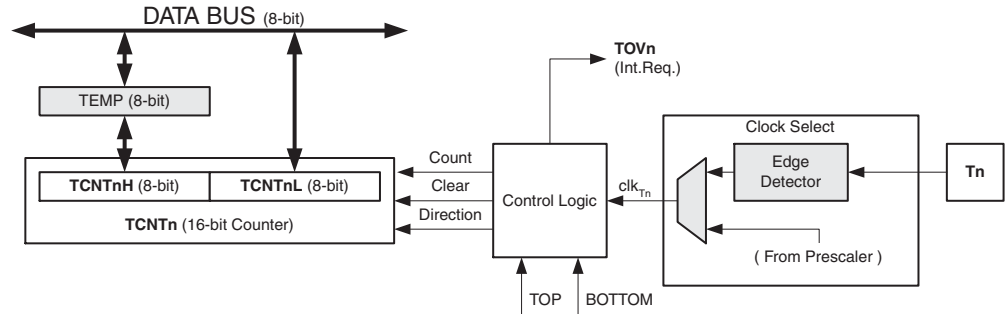 DATA BUS (8-bit)
TOVn
(Int.Req.)
TEMP (8-bit)
Clock Select
Count
Edge
Detector
Tn
TCNTnH (8-bit)
TCNTnL (8-bit)
Clear
Control Logic
clkTn
TCNTn (16-bit Counter)
Direction
( From Prescaler )
TOP
BOTTOM